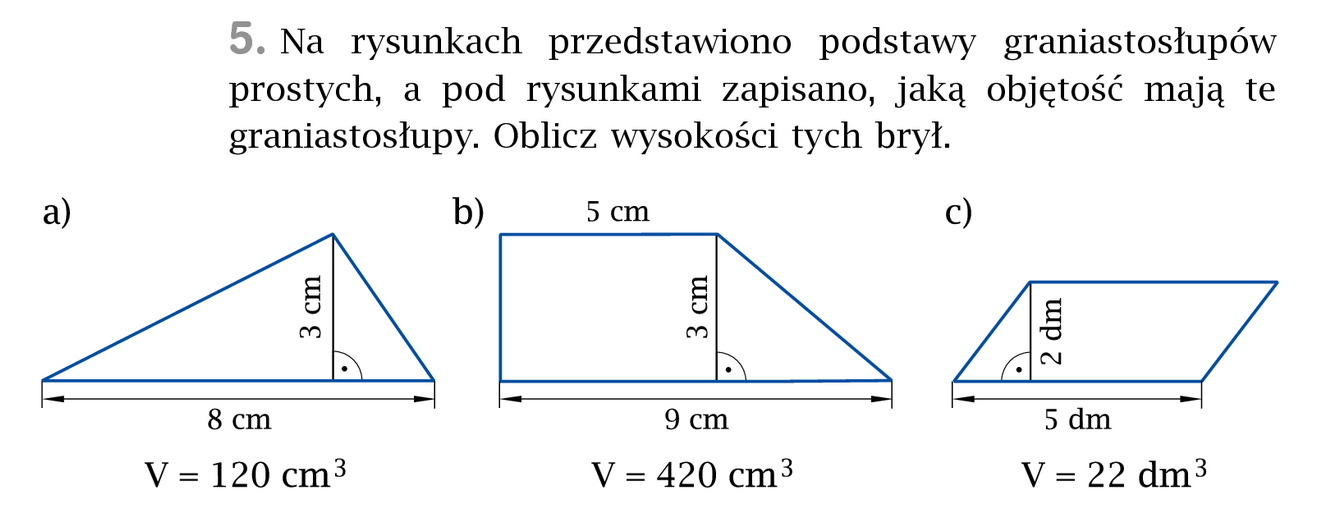 5. Na rysunkach przedstawiono podstawy graniastosłupów
prostych, a pod rysunkami zapisano, jaką objętość mają te
graniastosłupy. Oblicz wysokości tych brył.
a)
3 cm
8 cm
V = 120 cm³
b)
5 cm
3 cm
9 cm
V = 420 cm³
c)
2 dm
5 dm
V = 22 dm³